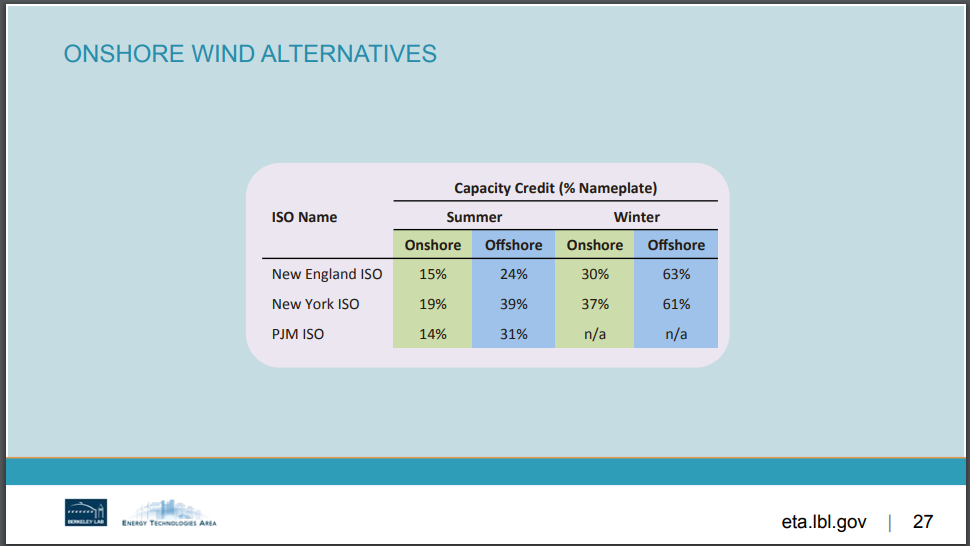 ONSHORE WIND ALTERNATIVES
Capacity Credit (% Nameplate)
ISO Name Summer Winter
Onshore Offshore Onshore Offshore
New England ISO 15% 24% 30% 63%
New York ISO 19% 39% 37% 61%
PJM ISO 14% 31% n/a n/a
BERKELEY LAB
ENERGY TECHNOLOGIES AREA
eta.lbl.gov | 27